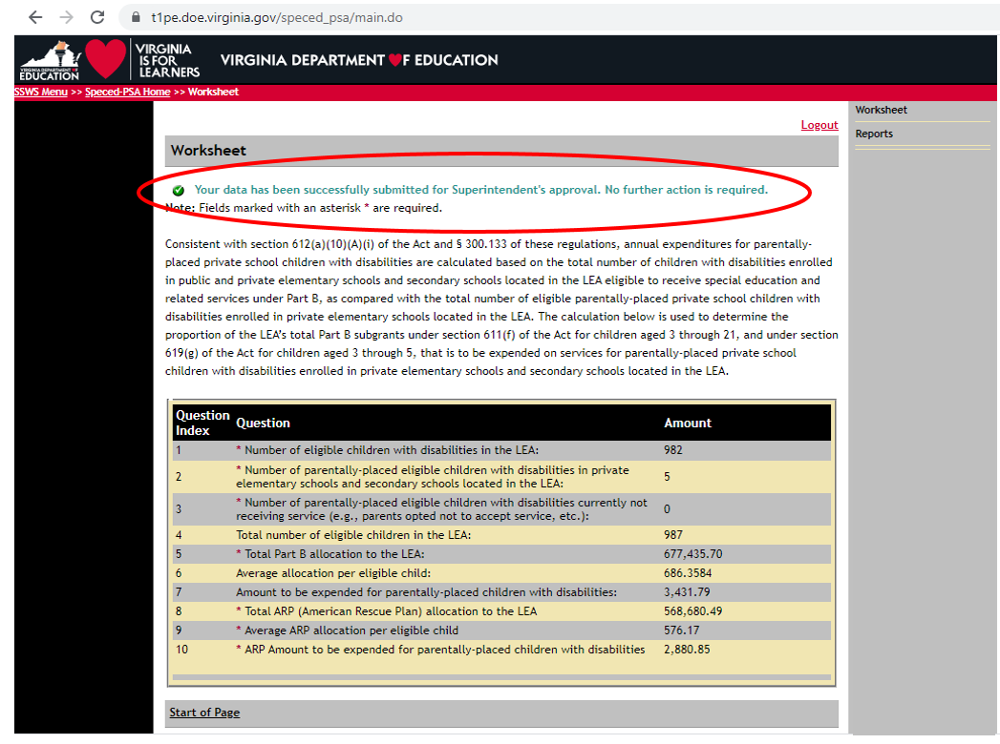 t1pe.doe.virginia.gov/speced_psa/main.do
VIRGINIA DEPARTMENT OF
EDUCATION
VIRGINIA
IS FOR
LEARNERS
VIRGINIA DEPARTMENT ♥F EDUCATION
SSWS Menu >> Speced-PSA Home >> Worksheet
Worksheet
Reports
Logout
Worksheet
Your data has been successfully submitted for Superintendent's approval. No further action is required.
Note: Fields marked with an asterisk * are required.
Consistent with section 612(a)(10)(A)(i) of the Act and § 300.133 of these regulations, annual expenditures for parentally-
placed private school children with disabilities are calculated based on the total number of children with disabilities enrolled
in public and private elementary schools and secondary schools located in the LEA eligible to receive special education and
related services under Part B, as compared with the total number of eligible parentally-placed private school children with
disabilities enrolled in private elementary schools located in the LEA. The calculation below is used to determine the
proportion of the LEA's total Part B subgrants under section 611(f) of the Act for children aged 3 through 21, and under section
619(g) of the Act for children aged 3 through 5, that is to be expended on services for parentally-placed private school
children with disabilities enrolled in private elementary schools and secondary schools located in the LEA.
Question Index Question Amount
1 * Number of eligible children with disabilities in the LEA: 982
2 * Number of parentally-placed eligible children with disabilities in private
elementary schools and secondary schools located in the LEA: 5
3 * Number of parentally-placed eligible children with disabilities currently not
receiving service (e.g., parents opted not to accept service, etc.): 0
4 Total number of eligible children in the LEA: 987
5 * Total Part B allocation to the LEA: 677,435.70
6 Average allocation per eligible child: 686.3584
7 Amount to be expended for parentally-placed children with disabilities: 3,431.79
8 * Total ARP (American Rescue Plan) allocation to the LEA 568,680.49
9 * Average ARP allocation per eligible child 576.17
10 * ARP Amount to be expended for parentally-placed children with disabilities 2,880.85
Start of Page